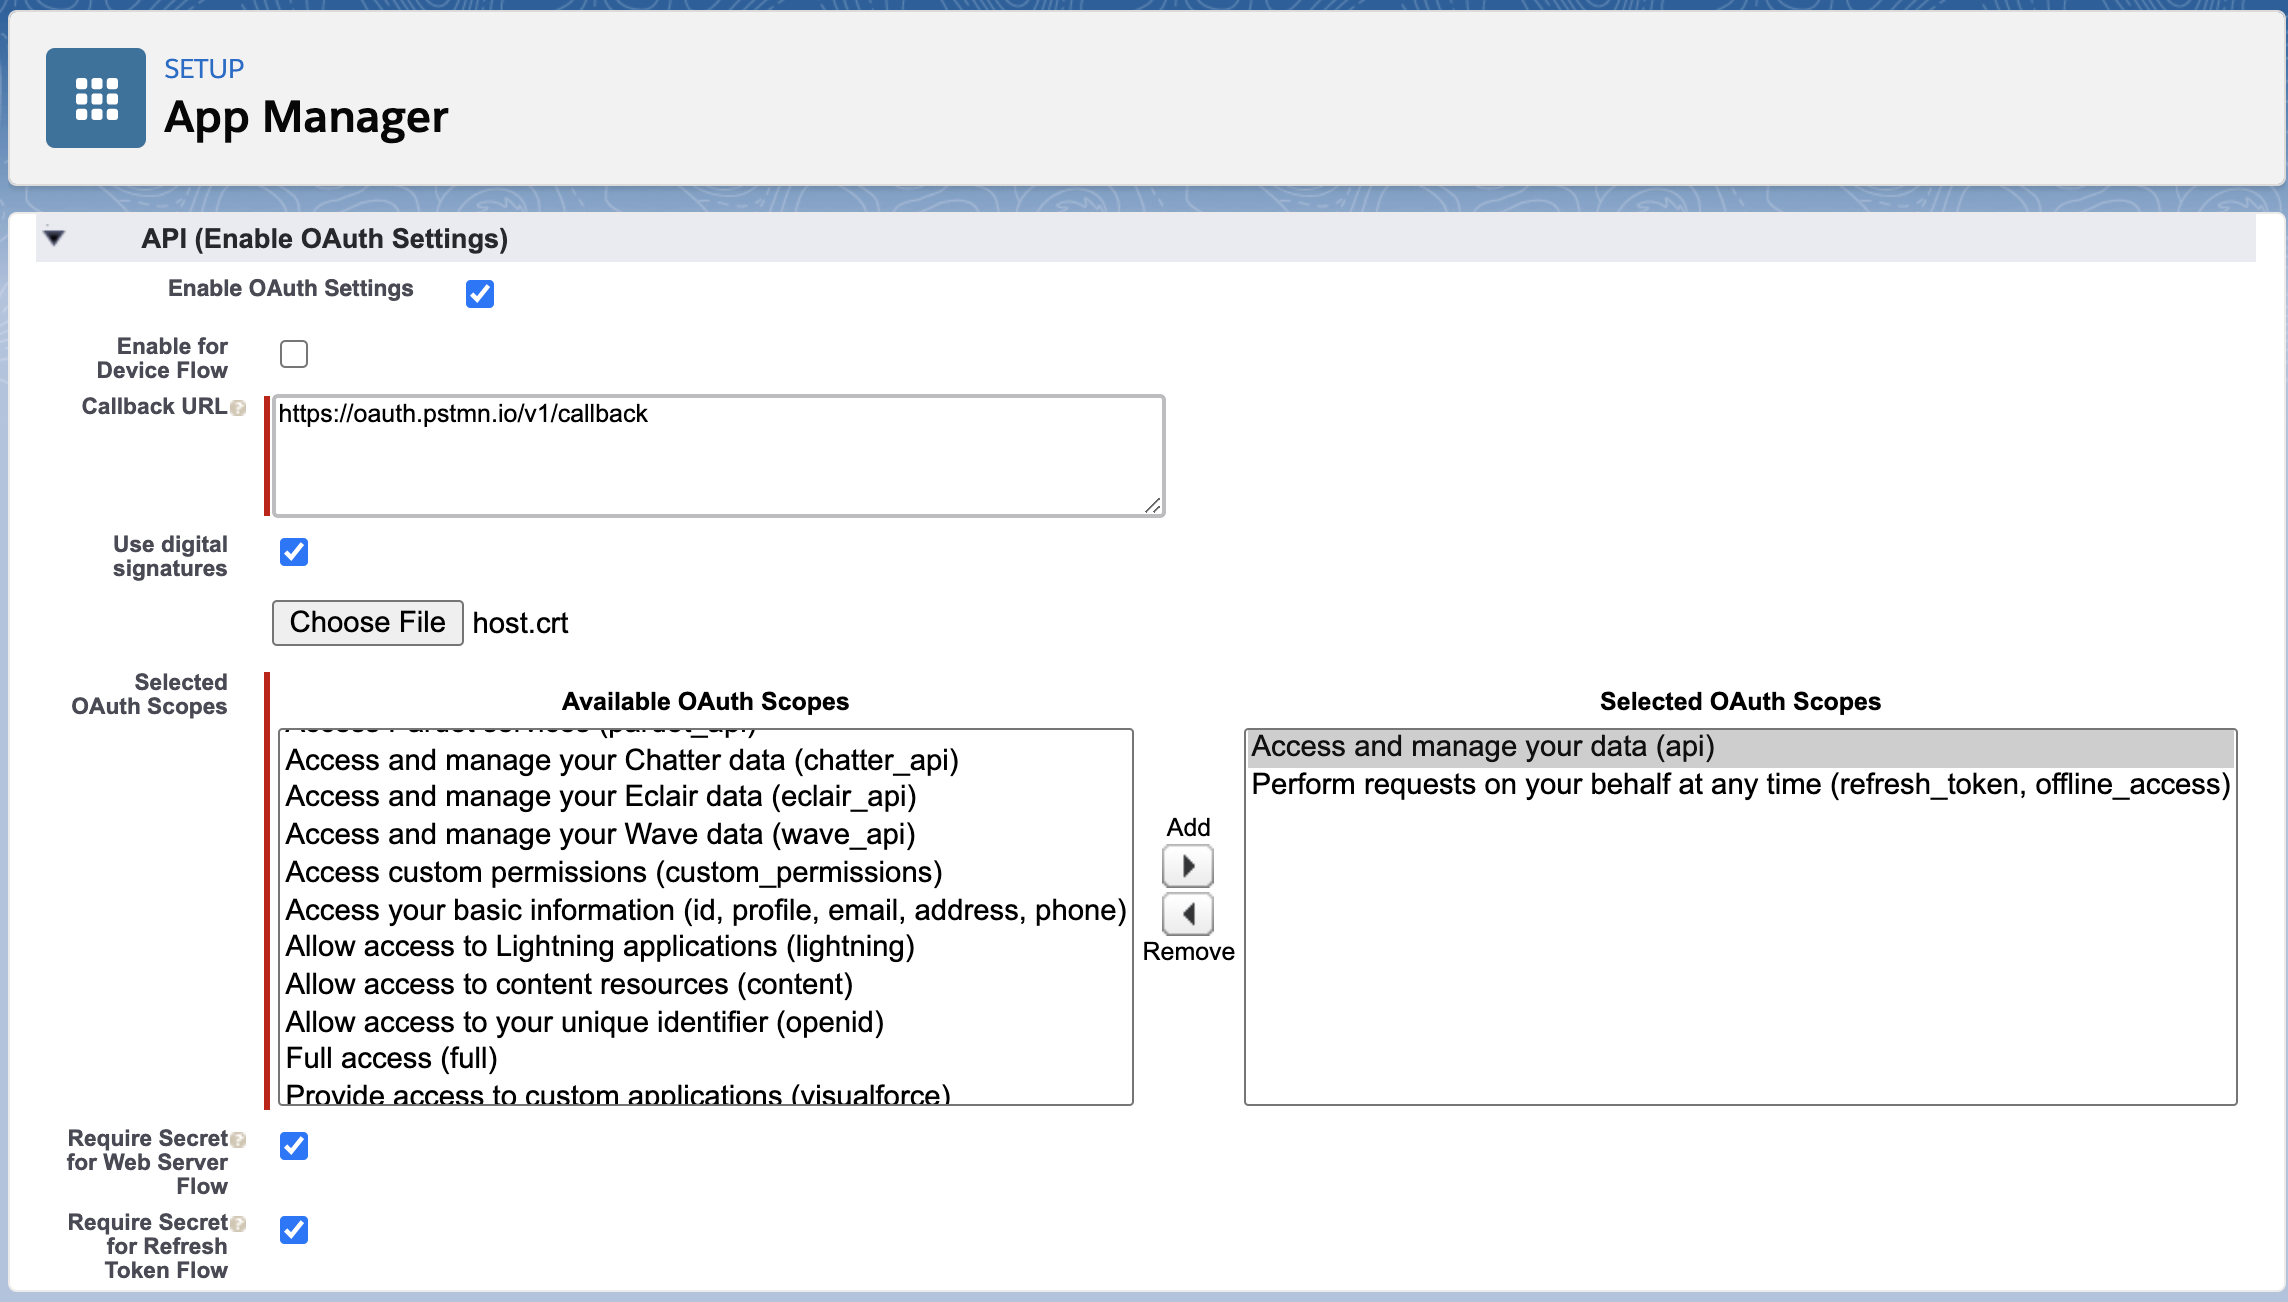 SETUP
App Manager
API (Enable OAuth Settings)
Enable OAuth Settings
Enable for
Device Flow
Callback URL
https://oauth.pstmn.io/v1/callback
Use digital
signatures
Choose File host.crt
Selected
OAuth Scopes
Available OAuth Scopes
Access Pardot services (pardot_api)
Access and manage your Chatter data (chatter_api)
Access and manage your Eclair data (eclair_api)
Access and manage your Wave data (wave_api)
Access custom permissions (custom_permissions)
Access your basic information (id, profile, email, address, phone)
Allow access to Lightning applications (lightning)
Allow access to content resources (content)
Allow access to your unique identifier (openid)
Full access (full)
Provide access to custom applications (visualforce)
Add
Remove
Selected OAuth Scopes
Access and manage your data (api)
Perform requests on your behalf at any time (refresh_token, offline_access)
Require Secret
for Web Server
Flow
Require Secret
for Refresh
Token Flow